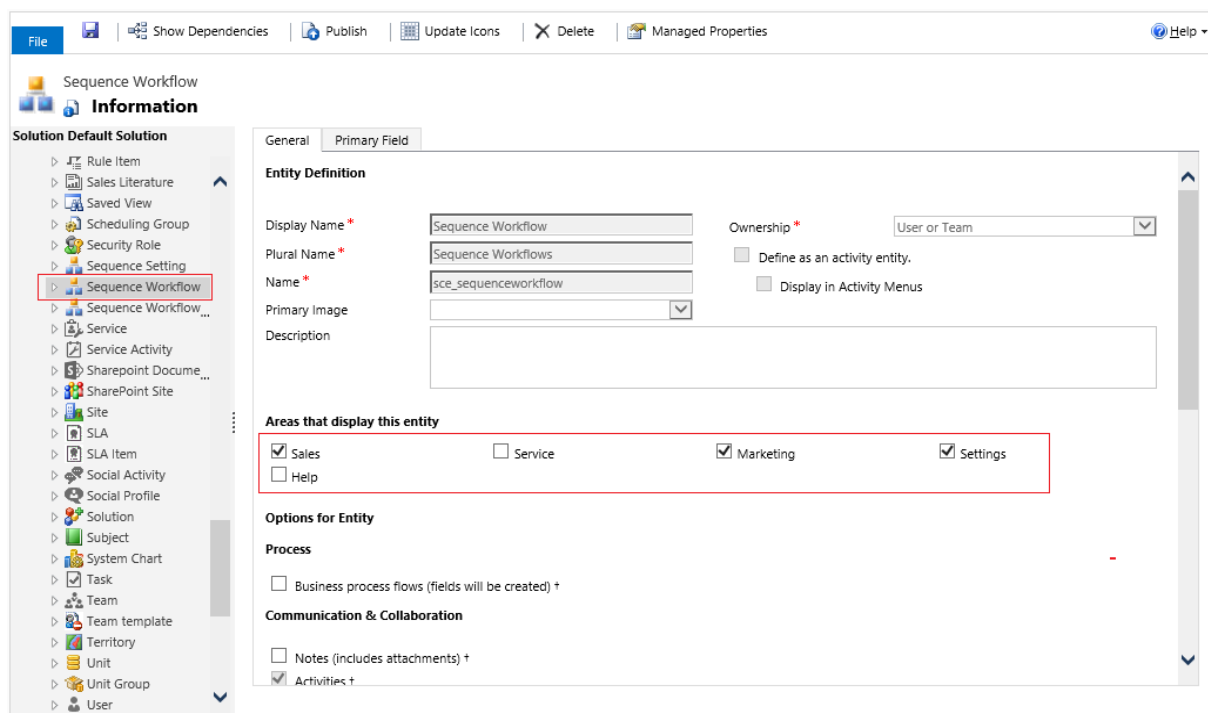 File
Show Dependencies
Publish
Update Icons
Delete
Managed Properties
Help
Sequence Workflow
Information
Solution Default Solution
Rule Item
Sales Literature
Saved View
Scheduling Group
Security Role
Sequence Setting
Sequence Workflow
Sequence Workflow...
Service
Service Activity
Sharepoint Docume...
SharePoint Site
Site
SLA
SLA Item
Social Activity
Social Profile
Solution
Subject
System Chart
Task
Team
Team template
Territory
Unit
Unit Group
User
General Primary Field
Entity Definition
Display Name * Sequence Workflow
Ownership * User or Team
Plural Name * Sequence Workflows
Define as an activity entity.
Name * sce_sequenceworkflow
Display in Activity Menus
Primary Image
Description
Areas that display this entity
Sales Service Marketing Settings
Help
Options for Entity
Process
Business process flows (fields will be created) †
Communication & Collaboration
Notes (includes attachments) †
Activities †